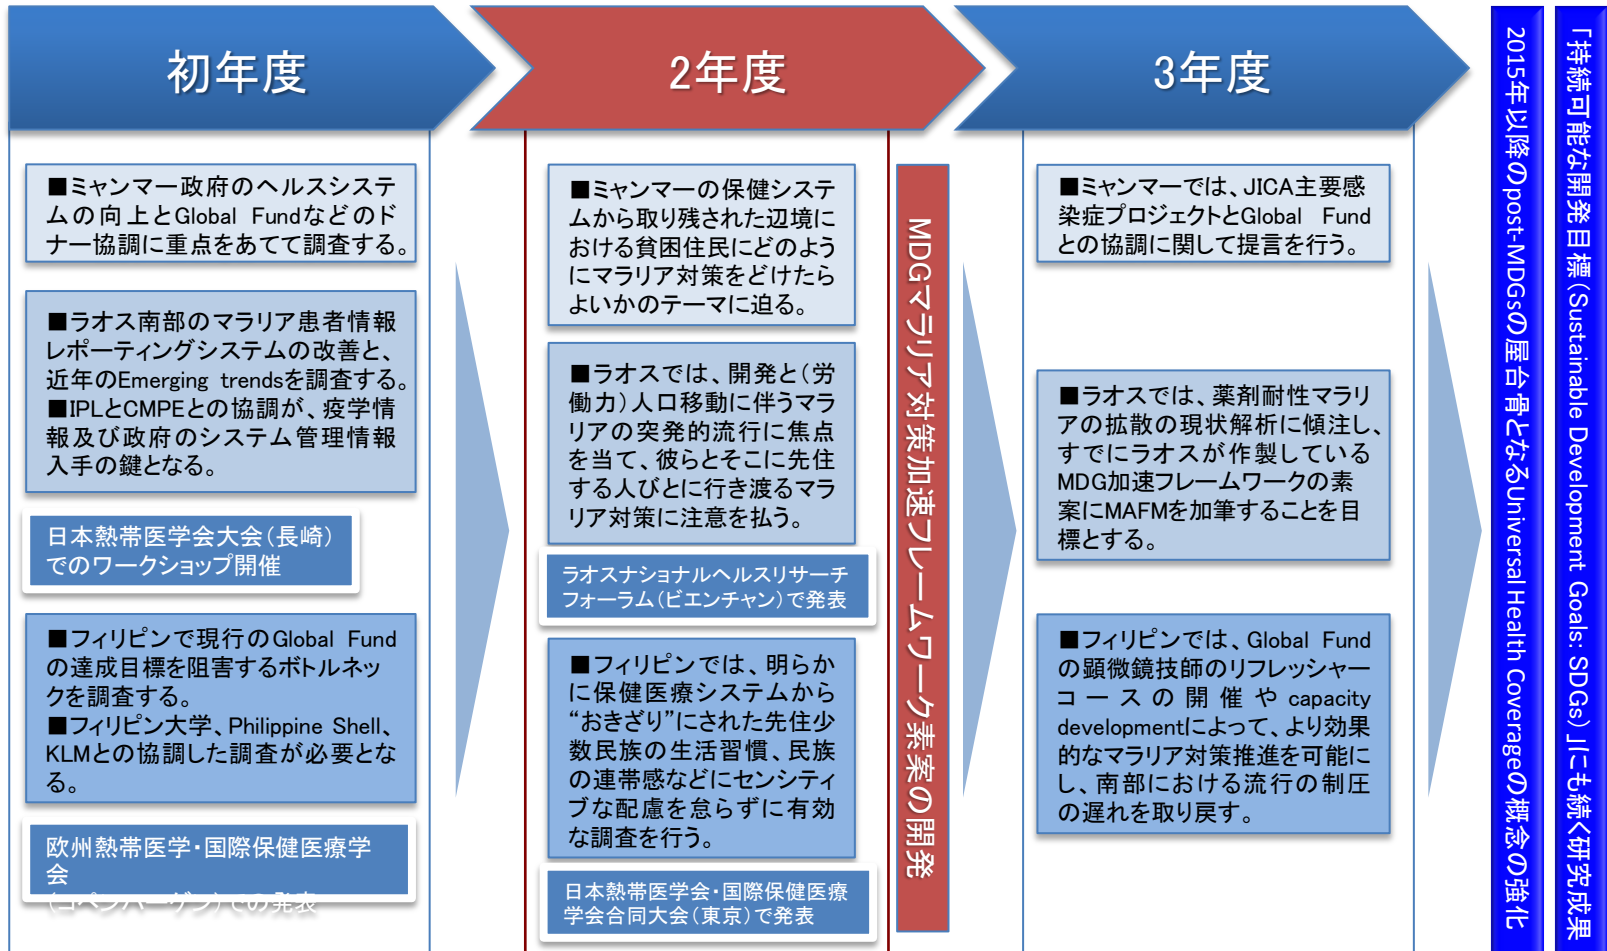 初年度
■ミャンマー政府のヘルスシステ
ムの向上とGlobal Fundなどのド
ナー協調に重点をあてて調査する。
■ラオス南部のマラリア患者情報
レポーティングシステムの改善と、
近年のEmerging trendsを調査する。
■IPLとCMPEとの協調が、疫学情
報及び政府のシステム管理情報
入手の鍵となる。
日本熱帯医学会大会（長崎）
でのワークショップ開催
■フィリピンで現行のGlobal Fund
の達成目標を阻害するボトルネッ
クを調査する。
■フィリピン大学、Philippine Shell、
KLMとの協調した調査が必要とな
る。
欧州熱帯医学・国際保健医療学
会
（コペンハーゲン）での発表
2年度
■ミャンマーの保健システ
ムから取り残された辺境に
おける貧困住民にどのよう
にマラリア対策をどけたら
よいかのテーマに迫る。
■ラオスでは、開発と（労
働力）人口移動に伴うマラ
リアの突発的流行に焦点
を当て、彼らとそこに先住
する人びとに行き渡るマラ
リア対策に注意を払う。
ラオスナショナルヘルスリサーチ
フォーラム（ビエンチャン）で発表
■フィリピンでは、明らか
に保健医療システムから
“おきざり”にされた先住少
数民族の生活習慣、民族
の連帯感などにセンシティ
ブな配慮を怠らずに有効
な調査を行う。
日本熱帯医学会・国際保健医療
学会合同大会（東京）で発表
MDGマラリア対策加速フレームワーク素案の開発
3年度
■ミャンマーでは、JICA主要感
染症プロジェクトとGlobal Fund
との協調に関して提言を行う。
■ラオスでは、薬剤耐性マラリ
アの拡散の現状解析に傾注し、
すでにラオスが作製している
MDG加速フレームワークの素
案にMAFMを加筆することを目
標とする。
■フィリピンでは、Global Fund
の顕微鏡技師のリフレッシャー
コースの開催やcapacity
developmentによって、より効果
的なマラリア対策推進を可能に
し、南部における流行の制圧
の遅れを取り戻す。
「持続可能な開発目標（Sustainable Development Goals: SDGs）」にも続く研究成果
2015年以降のpost-MDGsの屋台骨となるUniversal Health Coverageの概念の強化